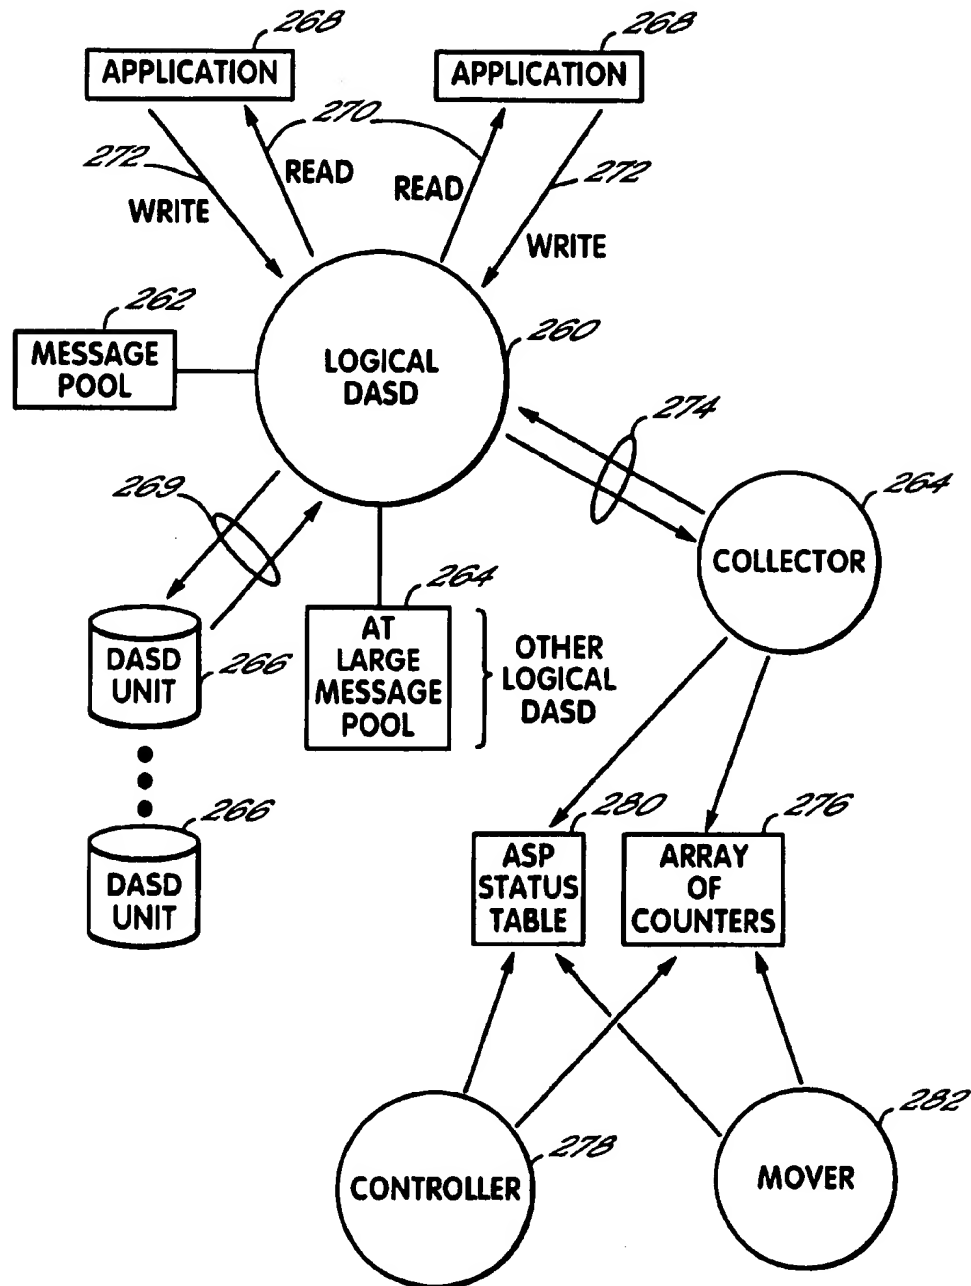 268
268
APPLICATION
APPLICATION
270
272
READ
READ
272
WRITE
WRITE
262
260
MESSAGE
POOL
LOGICAL
DASD
274
269
264
264
COLLECTOR
AT
LARGE
MESSAGE
POOL
OTHER
LOGICAL
DASD
DASD
UNIT
266
266
DASD
UNIT
280
276
ASP
STATUS
TABLE
ARRAY
OF
COUNTERS
278
282
CONTROLLER
MOVER